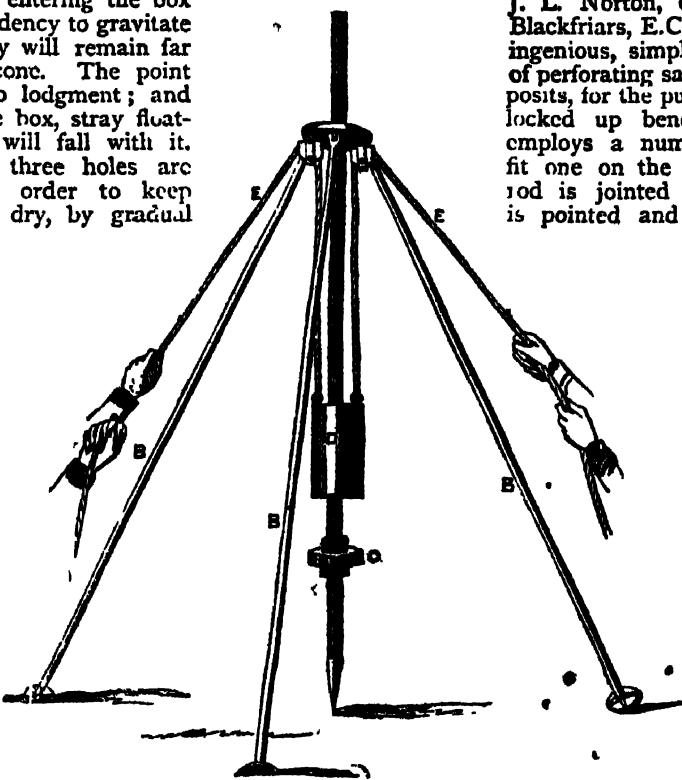 entering the box
dency to gravitate
y will remain far
cone. The point
o lodgment; and
e box, stray float-
will fall with it.
three holes are
order to keep
dry, by gradual
J. L. Norton,
Blackfriars, E.C
ingenious, simpl
of perforating sa
posits, for the pu
locked up ben
employs a num
fit one on the
rod is jointed
is pointed and
E
E
B
B
B
D